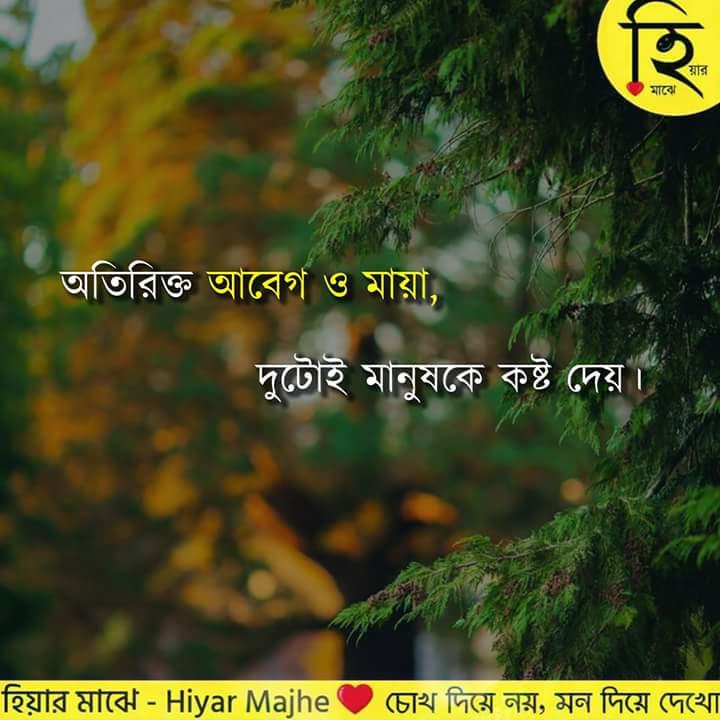 হি
য়ার
মাঝে
অতিরিক্ত আবেগ ও মায়া,
দুটোই মানুষকে কষ্ট দেয়।
হিয়ার মাঝে - Hiyar Majhe ❤ চোখ দিয়ে নয়, মন দিয়ে দেখো